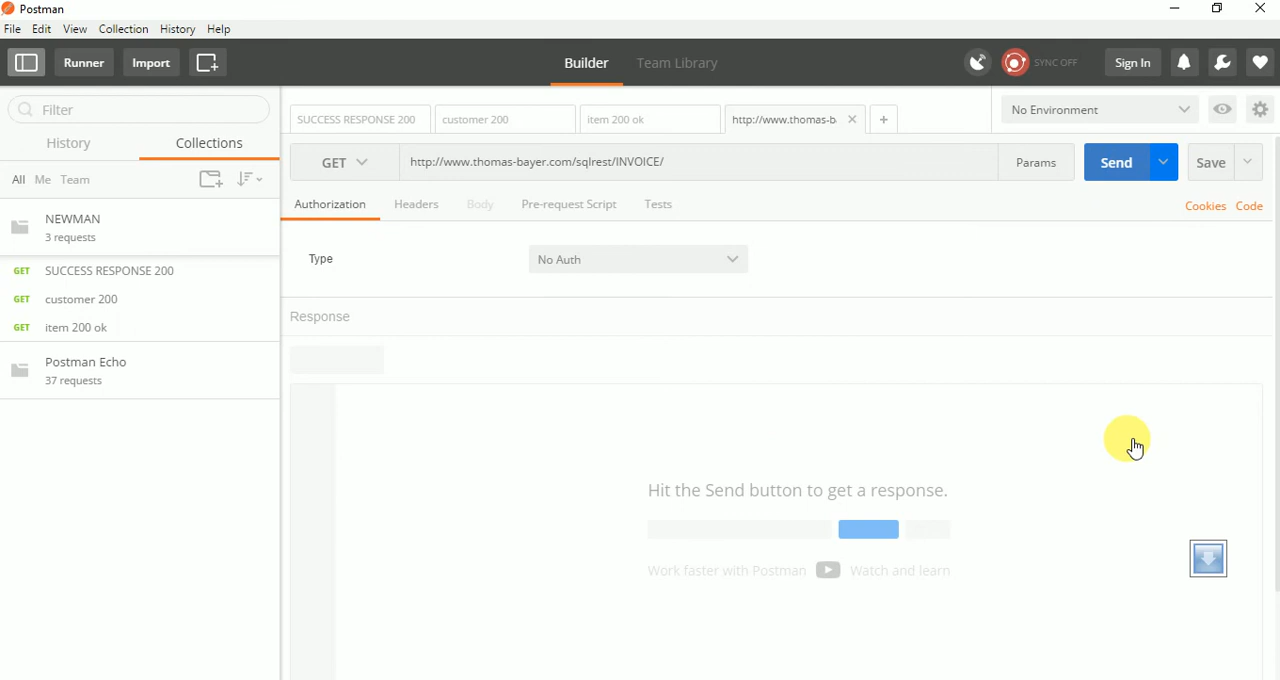 Postman
File Edit View Collection History Help
Runner Import Builder Team Library SYNC OFF Sign In
Filter
SUCCESS RESPONSE 200 customer 200 item 200 ok http://www.thomas-b + No Environment
History Collections
GET http://www.thomas-bayer.com/sqlrest/INVOICE/ Params Send Save
All Me Team
Authorization Headers Body Pre-request Script Tests Cookies Code
NEWMAN
3 requests
Type No Auth
GET SUCCESS RESPONSE 200
GET customer 200
GET item 200 ok
Response
Postman Echo
37 requests
Hit the Send button to get a response.
Work faster with Postman Watch and learn